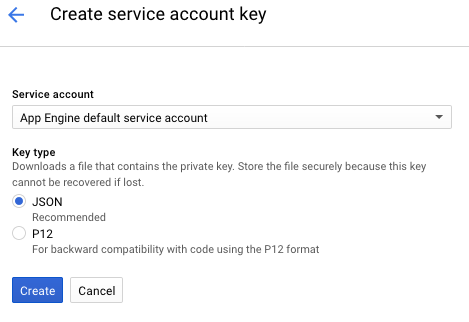 Create service account key
Service account
App Engine default service account
Key type
Downloads a file that contains the private key. Store the file securely because this key
cannot be recovered if lost.
JSON
Recommended
P12
For backward compatibility with code using the P12 format
Create Cancel